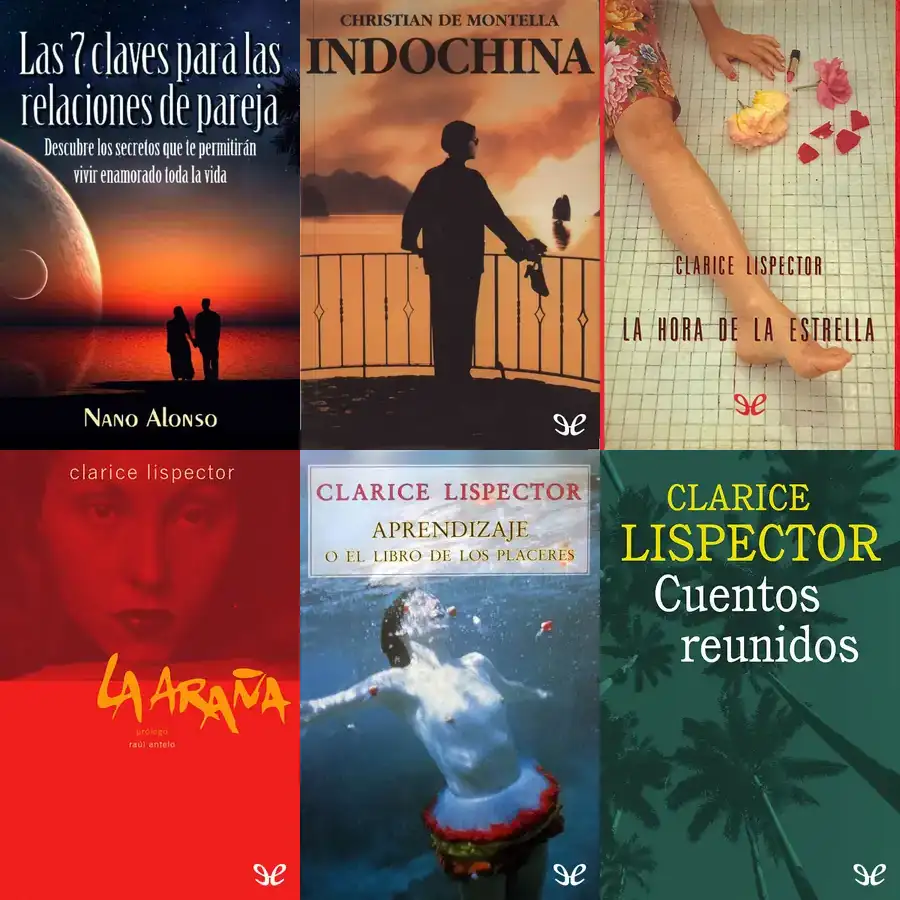 Las 7 claves para las
relaciones de pareja
Descubre los secretos que te permitirán
vivir enamorado toda la vida
Nano Alonso
CHRISTIAN DE MONTELLA
INDOCHINA
CLARICE LISPECTOR
LA HORA DE LA ESTRELLA
clarice lispector
LA ARAÑA
prólogo
raúl antelo
CLARICE LISPECTOR
APRENDIZAJE
O EL LIBRO DE LOS PLACERES
CLARICE
LISPECTOR
Cuentos
reunidos